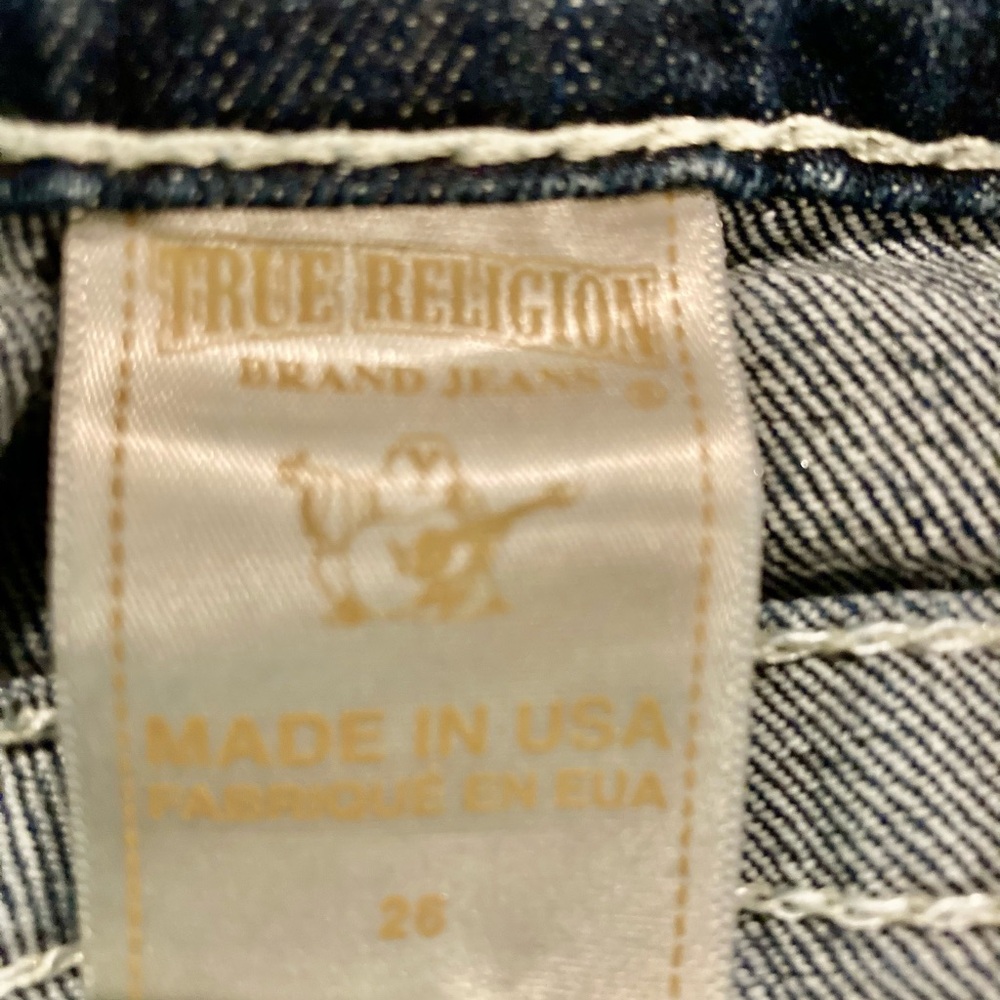 TRUE RELIGION
BRAND JEANS ®
MADE IN USA
FABRIQUÉ EN EUA
26